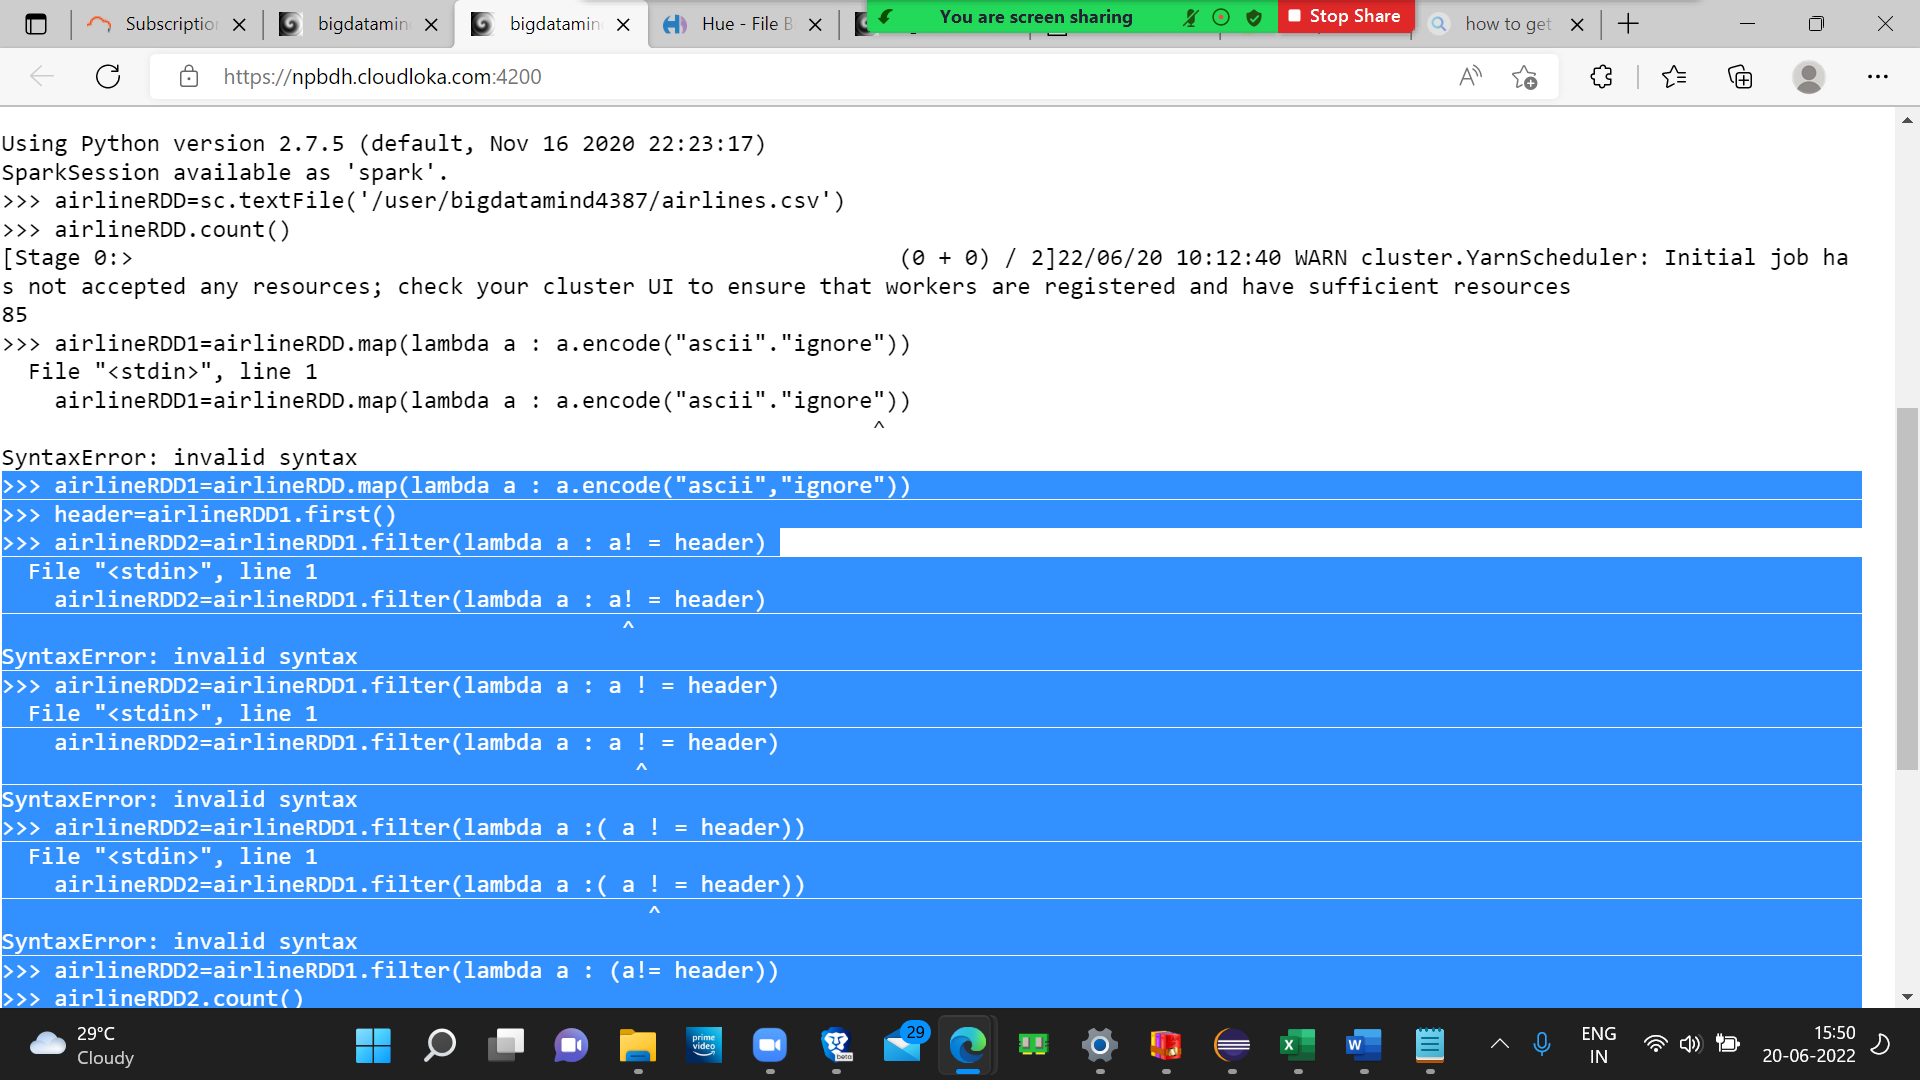 Subscription
bigdatamin
bigdatamin
Hue - File B
You are screen sharing
Stop Share
how to get
https://npbdh.cloudloka.com:4200
Using Python version 2.7.5 (default, Nov 16 2020 22:23:17)
SparkSession available as 'spark'.
>>> airlineRDD=sc.textFile('/user/bigdatamind4387/airlines.csv')
>>> airlineRDD.count()
[Stage 0:> (0 + 0) / 2]22/06/20 10:12:40 WARN cluster.YarnScheduler: Initial job ha
s not accepted any resources; check your cluster UI to ensure that workers are registered and have sufficient resources
85
>>> airlineRDD1=airlineRDD.map(lambda a : a.encode("ascii"."ignore"))
File "<stdin>", line 1
airlineRDD1=airlineRDD.map(lambda a : a.encode("ascii"."ignore"))
^
SyntaxError: invalid syntax
>>> airlineRDD1=airlineRDD.map(lambda a : a.encode("ascii","ignore"))
>>> header=airlineRDD1.first()
>>> airlineRDD2=airlineRDD1.filter(lambda a : a! = header)
File "<stdin>", line 1
airlineRDD2=airlineRDD1.filter(lambda a : a! = header)
^
SyntaxError: invalid syntax
>>> airlineRDD2=airlineRDD1.filter(lambda a : a ! = header)
File "<stdin>", line 1
airlineRDD2=airlineRDD1.filter(lambda a : a ! = header)
^
SyntaxError: invalid syntax
>>> airlineRDD2=airlineRDD1.filter(lambda a :( a ! = header))
File "<stdin>", line 1
airlineRDD2=airlineRDD1.filter(lambda a :( a ! = header))
^
SyntaxError: invalid syntax
>>> airlineRDD2=airlineRDD1.filter(lambda a : (a!= header))
>>> airlineRDD2.count()
29°C
Cloudy
prime
video
beta
29
ENG
IN
15:50
20-06-2022